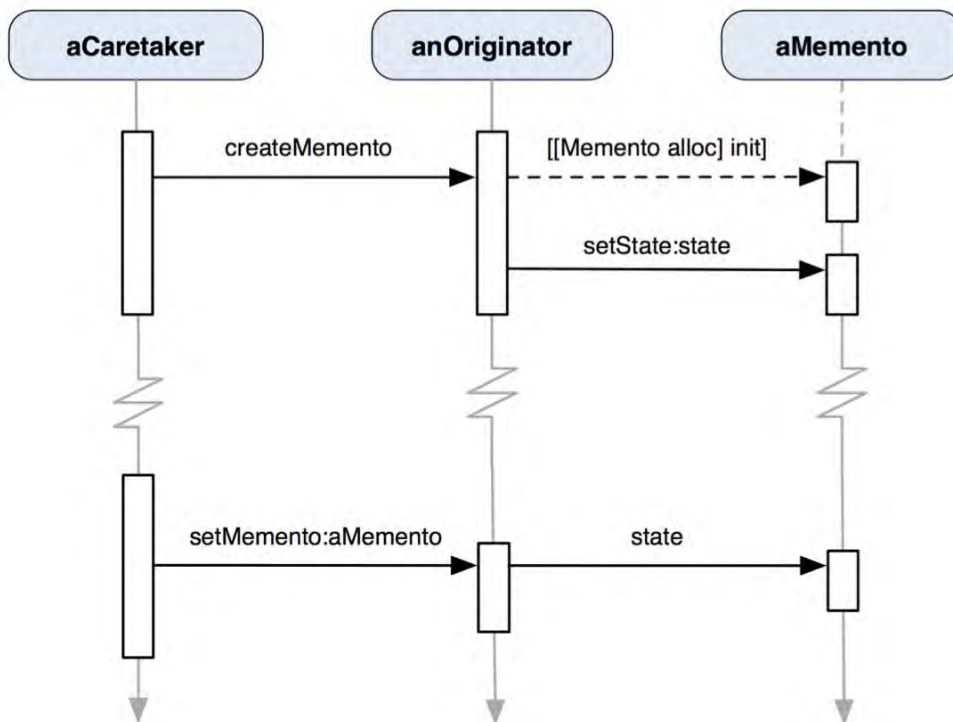 aCaretaker
anOriginator
aMemento
createMemento
[[Memento alloc] init]
setState:state
setMemento:aMemento
state